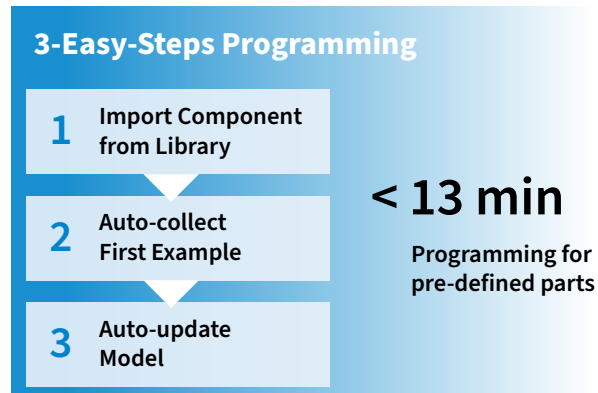 3-Easy-Steps Programming
1
Import Component
from Library
2
Auto-collect
First Example
3
Auto-update
Model
< 13 min
Programming for
pre-defined parts